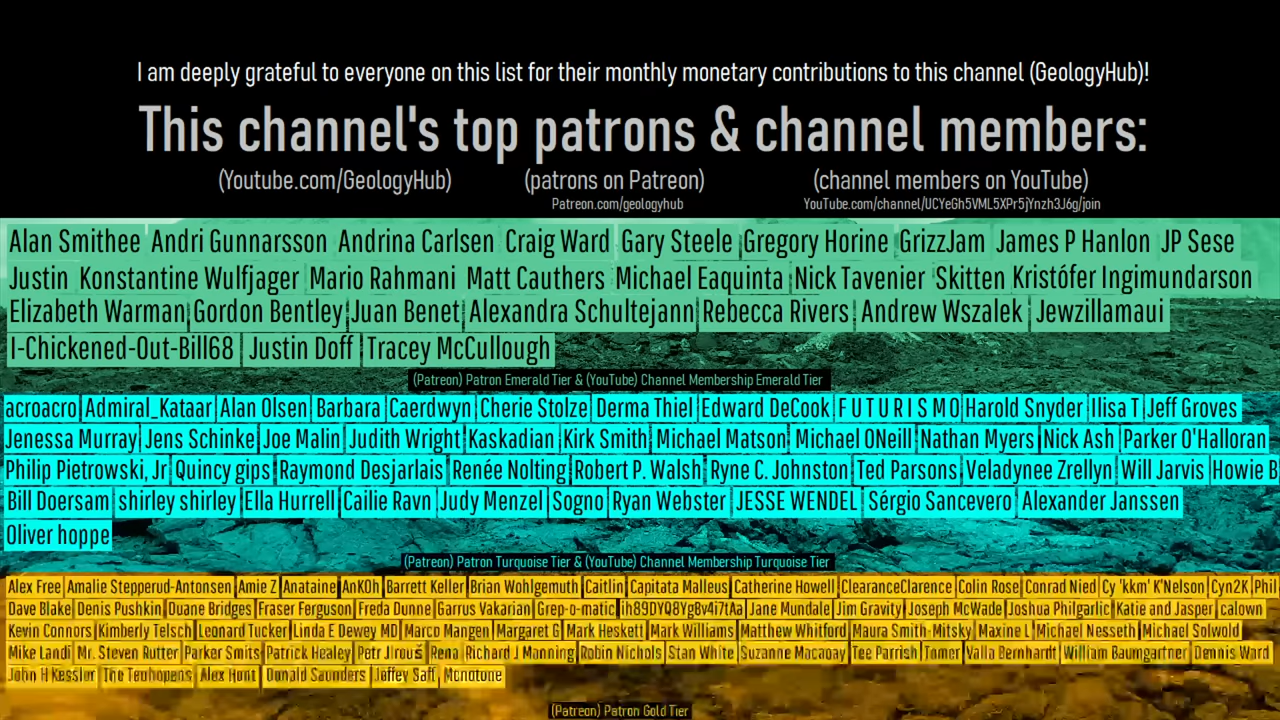 I am deeply grateful to everyone on this list for their monthly monetary contributions to this channel (GeologyHub)!
This channel's top patrons & channel members:
(Youtube.com/GeologyHub) (patrons on Patreon) (channel members on YouTube)
Patreon.com/geologyhub YouTube.com/channel/UCYeGh5VML5XPr5jYnzh3J6g/join
Alan Smithee Andri Gunnarsson Andrina Carlsen Craig Ward Gary Steele Gregory Horine GrizzJam James P Hanlon JP Sese
Justin Konstantine Wulfjager Mario Rahmani Matt Cauthers Michael Eaquinta Nick Tavenier Skitten Kristófer Ingimundarson
Elizabeth Warman Gordon Bentley Juan Benet Alexandra Schultejann Rebecca Rivers Andrew Wszalek Jewzillamaui
I-Chickened-Out-Bill68 Justin Doff Tracey McCullough
(Patreon) Patron Emerald Tier & (YouTube) Channel Membership Emerald Tier
acroacro Admiral_Kataar Alan Olsen Barbara Caerdwyn Cherie Stolze Derma Thiel Edward DeCook F U T U R I S M O Harold Snyder Ilisa T Jeff Groves
Jenessa Murray Jens Schinke Joe Malin Judith Wright Kaskadian Kirk Smith Michael Matson Michael ONeill Nathan Myers Nick Ash Parker O'Halloran
Philip Pietrowski, Jr Quincy gips Raymond Desjarlais Renée Nolting Robert P. Walsh Ryne C. Johnston Ted Parsons Veladynee Zrellyn Will Jarvis Howie B
Bill Doersam shirley shirley Ella Hurrell Cailie Ravn Judy Menzel Sogno Ryan Webster JESSE WENDEL Sérgio Sancevero Alexander Janssen
Oliver hoppe
(Patreon) Patron Turquoise Tier & (YouTube) Channel Membership Turquoise Tier
Alex Free Amalie Stepperud-Antonsen Amie Z Anataine AnKOh Barrett Keller Brian Wohlgemuth Caitlin Capitata Malleus Catherine Howell ClearanceClarence Colin Rose Conrad Nied Cy 'kkm' K'Nelson Cyn2K Phil
Dave Blake Denis Pushkin Duane Bridges Fraser Ferguson Freda Dunne Garrus Vakarian Grep-o-matic ih89DYQ8YgBv4i7tAa Jane Mundale Jim Gravity Joseph McWade Joshua Philgarlic Katie and Jasper calown
Kevin Connors Kimberly Telsch Leonard Tucker Linda E Dewey MD Marco Mangen Margaret G Mark Heskett Mark Williams Matthew Whitford Maura Smith-Mitsky Maxine L Michael Nesseth Michael Solwold
Mike Landi Mr. Steven Rutter Parker Smits Patrick Healey Petr Jirouš Rena Richard J Manning Robin Nichols Stan White Suzanne Tee Parrish Tomer Yalla Bernhardt William Baumgartner Dennis Ward
John H Kessler The Alex Hunt Donald Saunders Jaffey Saff Monotone
(Patreon) Patron Gold Tier